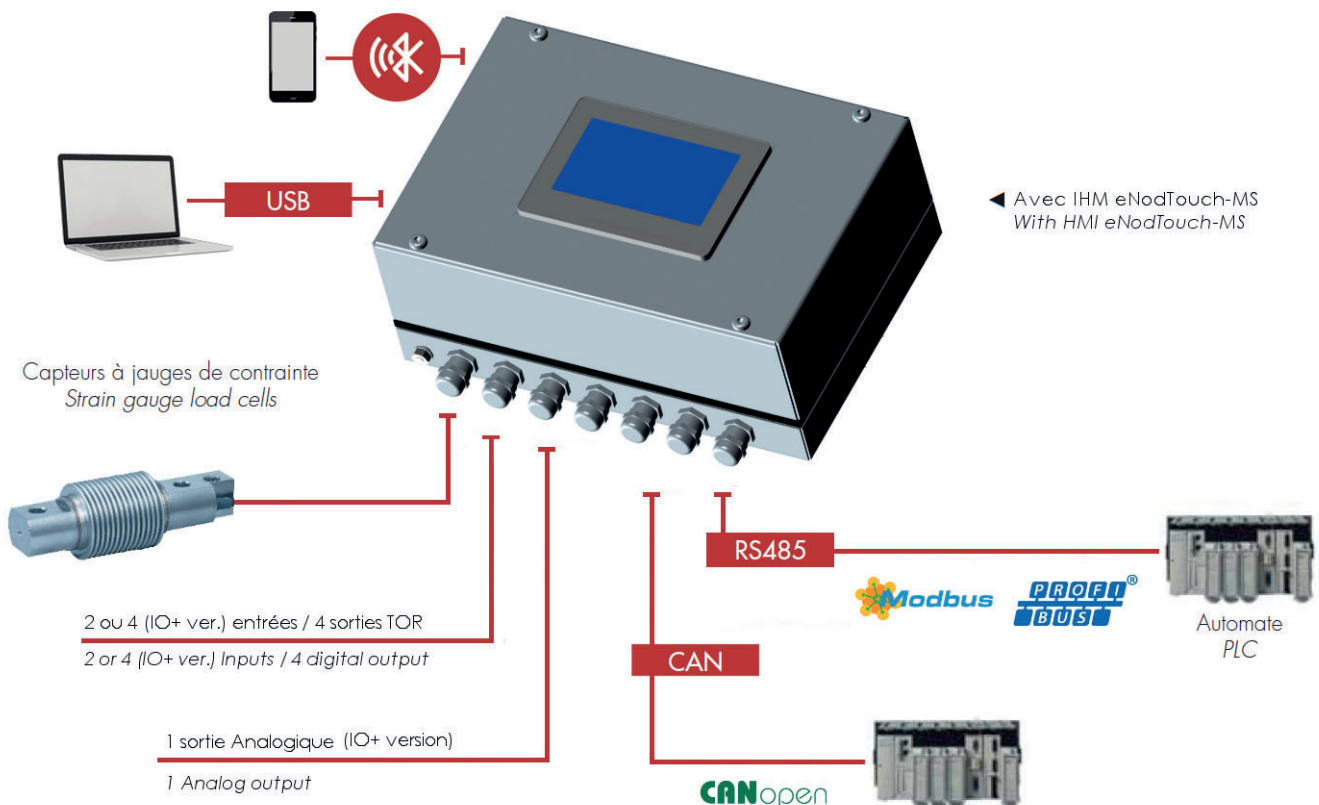 USB
◄ Avec IHM eNodTouch-MS
With HMI eNodTouch-MS
Capteurs à jauges de contrainte
Strain gauge load cells
RS485
Modbus
PROFI®
BUS
Automate
PLC
2 ou 4 (IO+ ver.) entrées / 4 sorties TOR
2 or 4 (IO+ ver.) Inputs / 4 digital output
CAN
1 sortie Analogique (IO+ version)
1 Analog output
CANopen